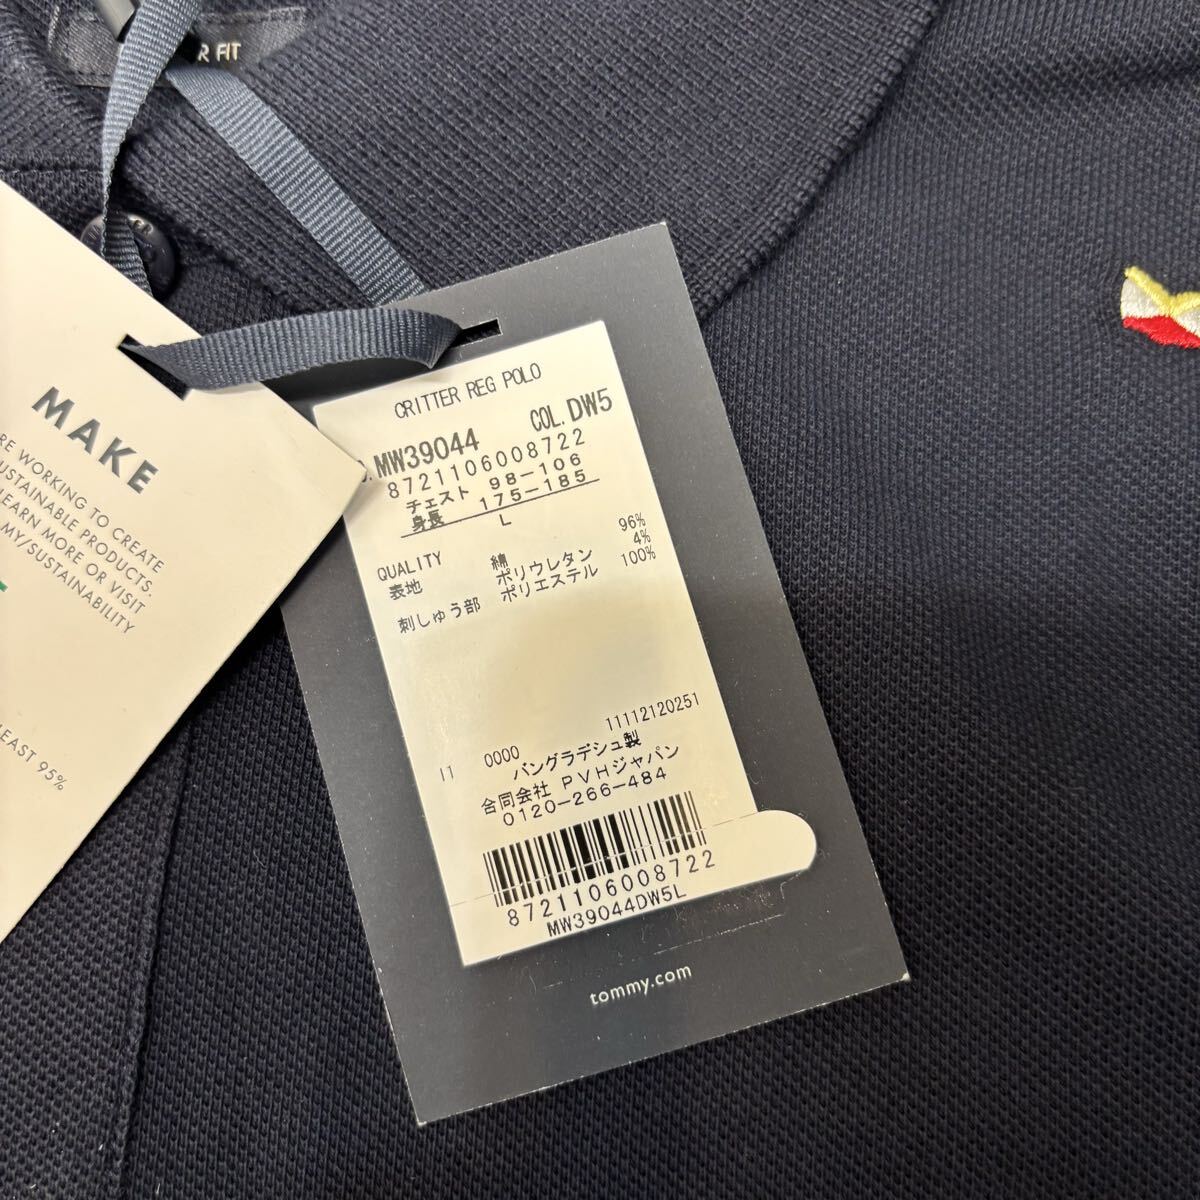 R FIT
MAKE
RE WORKING TO CREATE
USTAINABLE PRODUCTS.
LEARN MORE OR VISIT
MY/SUSTAINABILITY
LEAST 95%
CRITTER REG POLO
MW39044 COL.DW5
8721106008722
チェスト 98-106
身長 175-185
L
QUALITY
表地 綿 96%
ポリウレタン 4%
刺しゅう部 ポリエステル 100%
11112120251
11 0000
バングラデシュ製
合同会社 PVHジャパン
0120-266-484
8721106008722
MW39044DW5L
tommy.com